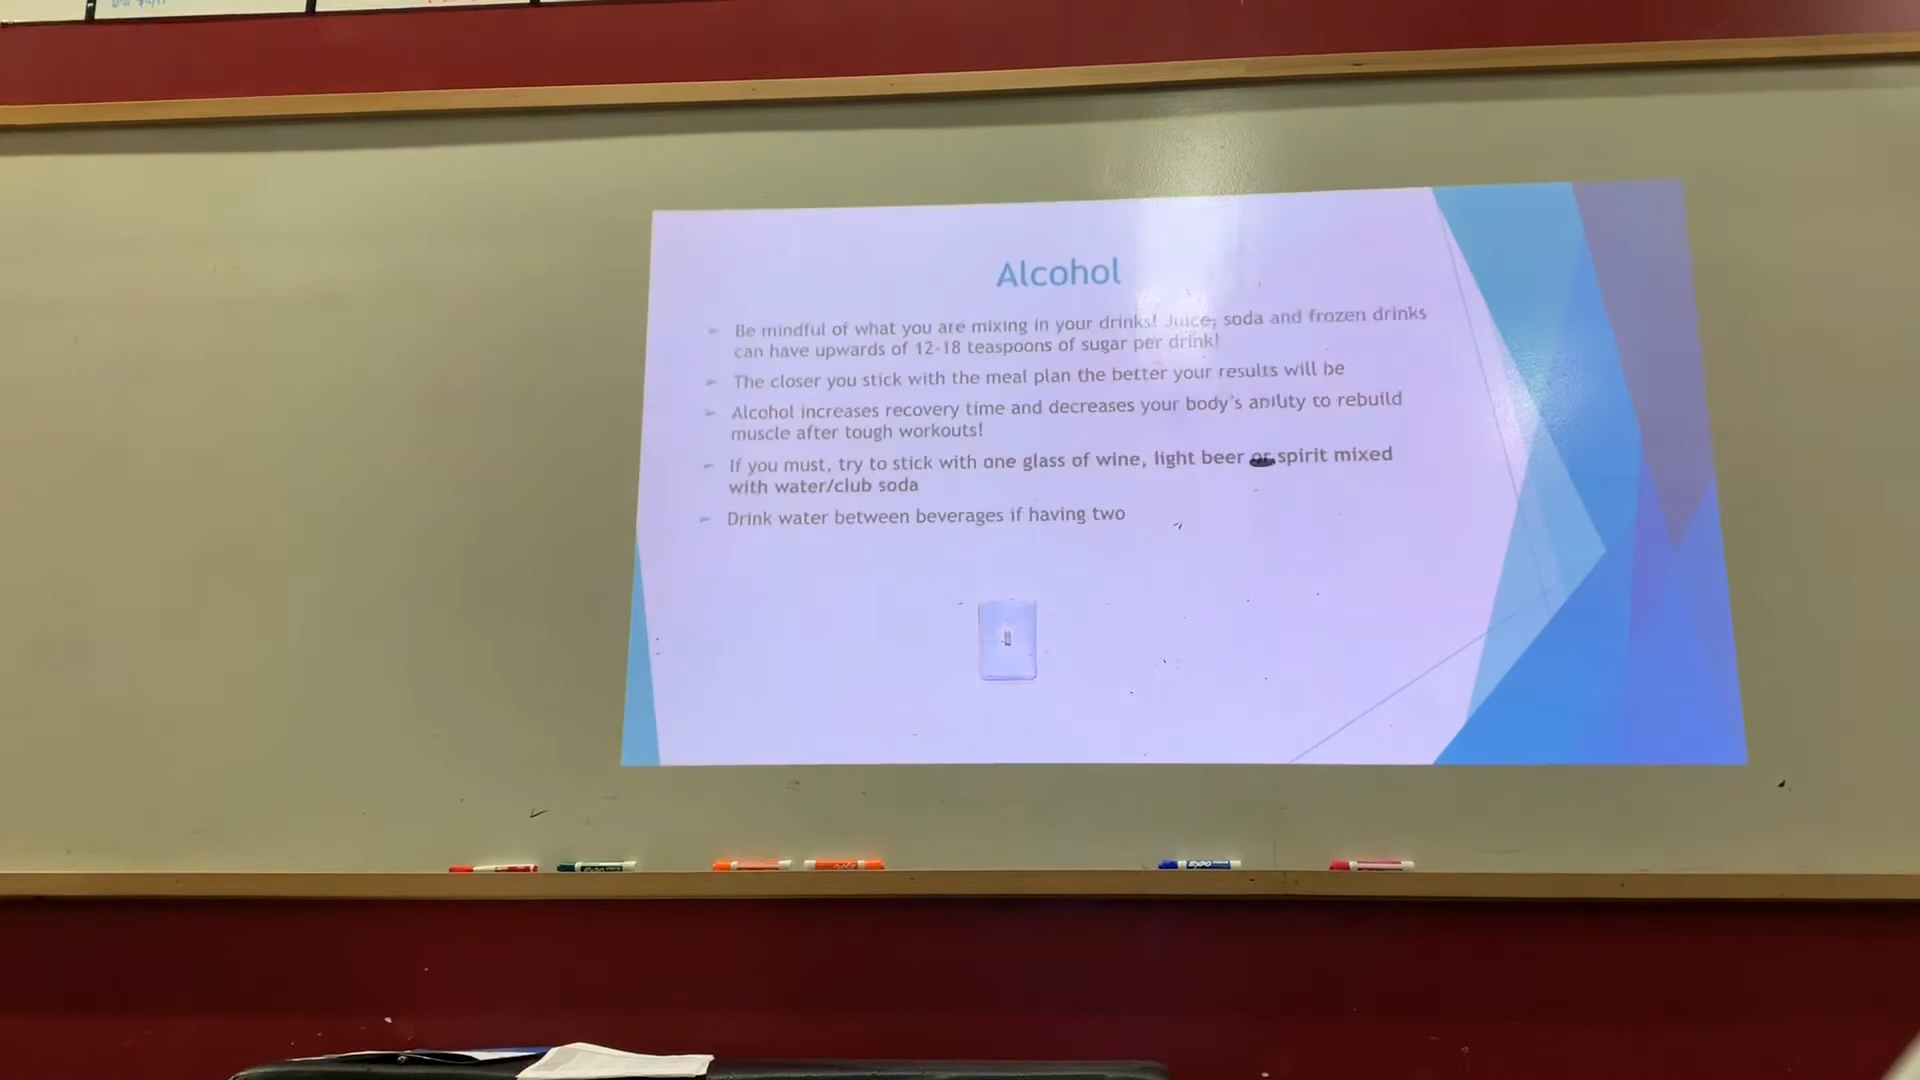 Alcohol
Be mindful of what you are mixing in your drinks! Juice, soda and frozen drinks
can have upwards of 12-18 teaspoons of sugar per drink!
The closer you stick with the meal plan the better your results will be
Alcohol increases recovery time and decreases your body's ability to rebuild
muscle after tough workouts!
If you must, try to stick with one glass of wine, light beer or spirit mixed
with water/club soda
Drink water between beverages if having two
EXPO